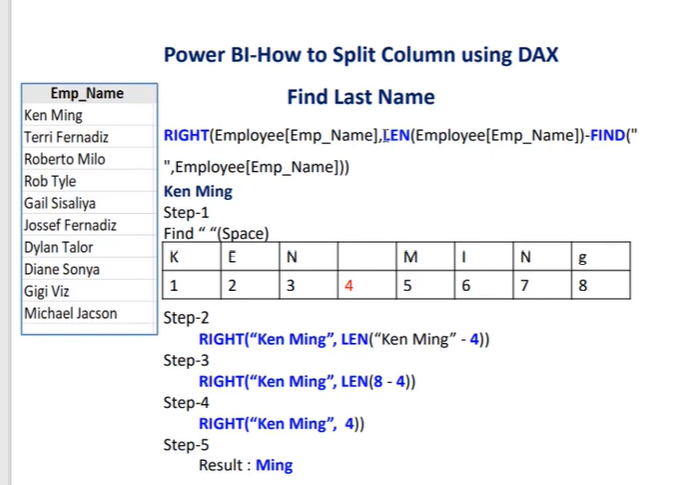 Power BI-How to Split Column using DAX
Find Last Name
Emp_Name
Ken Ming
Terri Fernadiz
Roberto Milo
Rob Tyle
Gail Sisaliya
Jossef Fernadiz
Dylan Talor
Diane Sonya
Gigi Viz
Michael Jacson
RIGHT(Employee[Emp_Name],LEN(Employee[Emp_Name])-FIND("
",Employee[Emp_Name]))
Ken Ming
Step-1
Find “ “(Space)
K E N M I N g
1 2 3 4 5 6 7 8
Step-2
RIGHT(“Ken Ming”, LEN(“Ken Ming” - 4))
Step-3
RIGHT(“Ken Ming”, LEN(8 - 4))
Step-4
RIGHT(“Ken Ming”, 4))
Step-5
Result : Ming